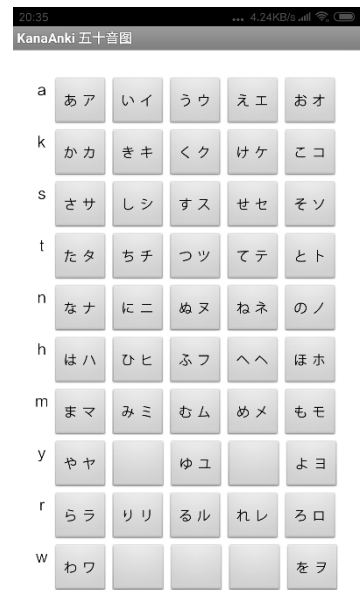 20:35 ... 4.24KB/s
KanaAnki 五十音图
a あ ア い イ う ウ え エ お オ
k か カ き キ く ク け ケ こ コ
s さ サ し シ す ス せ セ そ ソ
t た タ ち チ つ ツ て テ と ト
n な ナ に ニ ぬ ヌ ね ネ の ノ
h は ハ ひ ヒ ふ フ へ ヘ ほ ホ
m ま マ み ミ む ム め メ も モ
y や ヤ ゆ ユ よ ヨ
r ら ラ り リ る ル れ レ ろ ロ
w わ ワ を ヲ